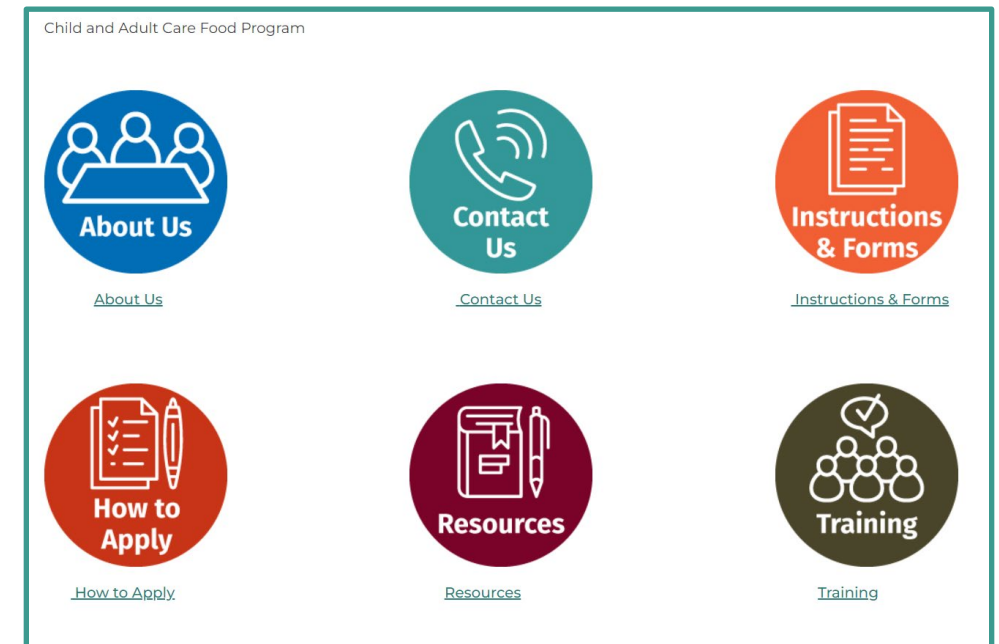 Child and Adult Care Food Program
About Us
Contact
Us
Instructions
& Forms
About Us
Contact Us
Instructions & Forms
How to
Apply
Resources
Training
How to Apply
Resources
Training